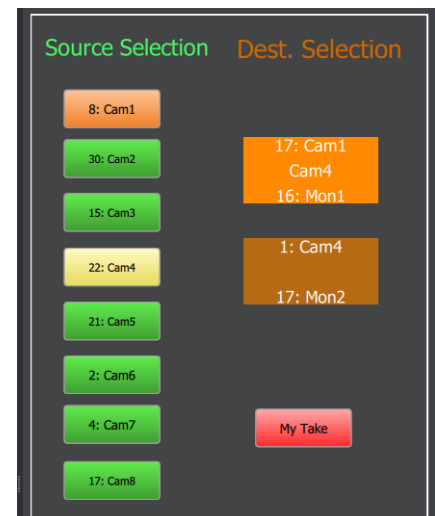 Source Selection
Dest. Selection
8: Cam1
30: Cam2
15: Cam3
22: Cam4
21: Cam5
2: Cam6
4: Cam7
17: Cam8
17: Cam1
Cam4
16: Mon1
1: Cam4
17: Mon2
My Take